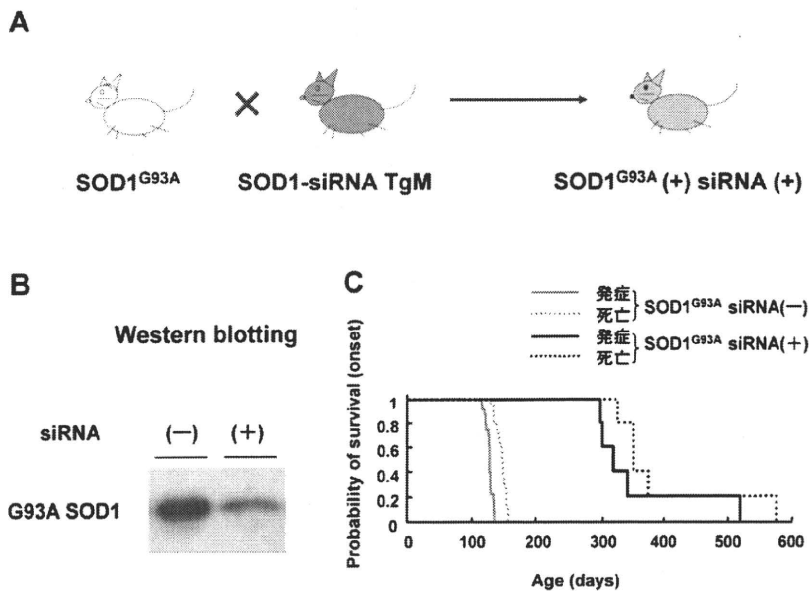 A
SOD1G93A
SOD1-siRNA TgM
SOD1G93A (+) siRNA (+)
B
Western blotting
siRNA (−) (+)
G93A SOD1
C
発症
死亡
SOD1G93A siRNA(−)
発症
死亡
SOD1G93A siRNA(+)
Probability of survival (onset)
1
0.8
0.6
0.4
0.2
0
0 100 200 300 400 500 600
Age (days)